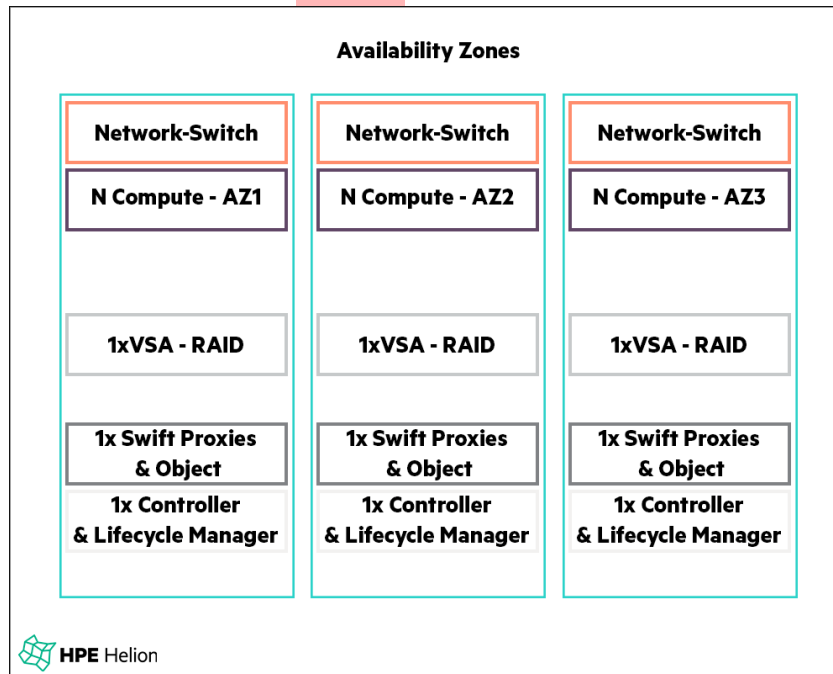 Availability Zones
Network-Switch
N Compute - AZ1
1xVSA - RAID
1x Swift Proxies
& Object
1x Controller
& Lifecycle Manager
Network-Switch
N Compute - AZ2
1xVSA - RAID
1x Swift Proxies
& Object
1x Controller
& Lifecycle Manager
Network-Switch
N Compute - AZ3
1xVSA - RAID
1x Swift Proxies
& Object
1x Controller
& Lifecycle Manager
HPE Helion